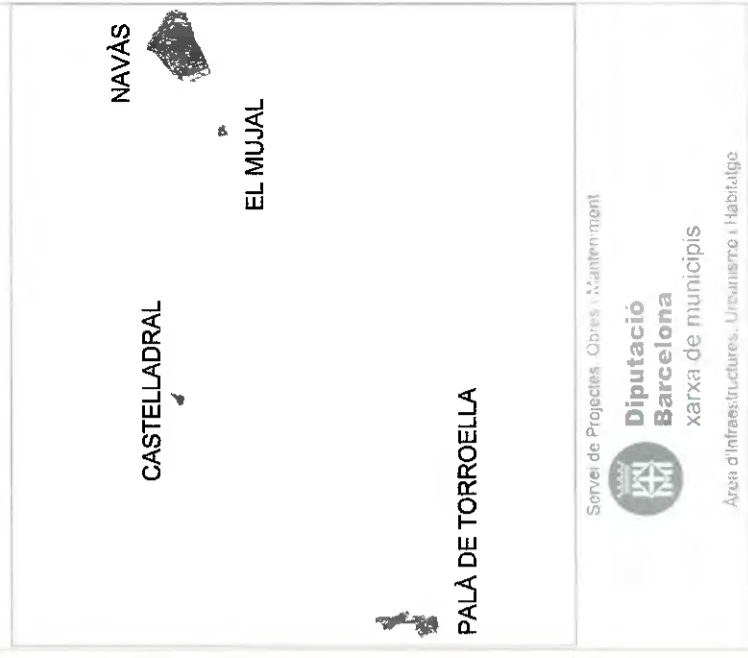 NAVÀS
EL MUJAL
CASTELLADRAL
PALÀ DE TORROELLA
Servei de Projectes, Obres i Manteniment
Diputació
Barcelona
xarxa de municipis
Àrea d'Infraestructures, Urbanisme i Habitatge